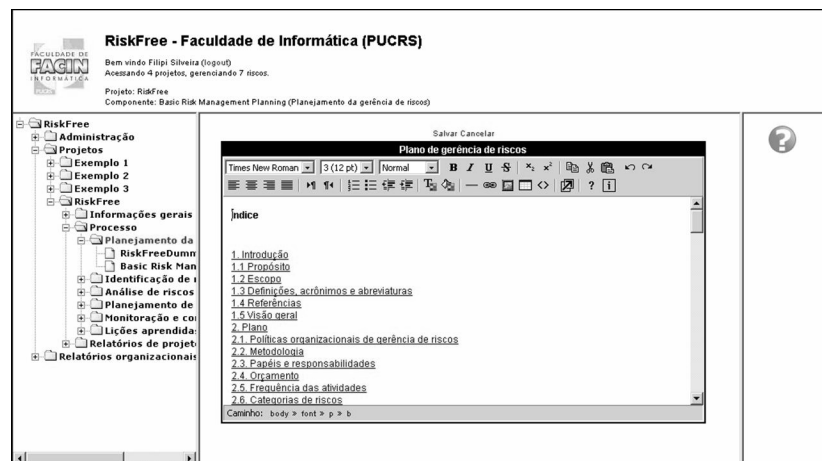 FACULDADE DE
FACIN
INFORMÁTICA
PUCRS
RiskFree - Faculdade de Informática (PUCRS)
Bem vindo Filipi Silveira (logout)
Acessando 4 projetos, gerenciando 7 riscos.
Projeto: RiskFree
Componente: Basic Risk Management Planning (Planejamento da gerência de riscos)
RiskFree
Administração
Projetos
Exemplo 1
Exemplo 2
Exemplo 3
RiskFree
Informações gerais
Processo
Planejamento da
RiskFreeDumm
Basic Risk Man
Identificação de r
Análise de riscos
Planejamento de
Monitoração e co
Lições aprendida
Relatórios de projet
Relatórios organizacionais
Salvar Cancelar
Plano de gerência de riscos
Times New Roman 3 (12 pt) Normal B I U S x₂ x²
? i
Índice
1. Introdução
1.1 Propósito
1.2 Escopo
1.3 Definições, acrônimos e abreviaturas
1.4 Referências
1.5 Visão geral
2. Plano
2.1. Políticas organizacionais de gerência de riscos
2.2. Metodologia
2.3. Papéis e responsabilidades
2.4. Orçamento
2.5. Frequência das atividades
2.6. Categorias de riscos
Caminho: body » font » p » b
?